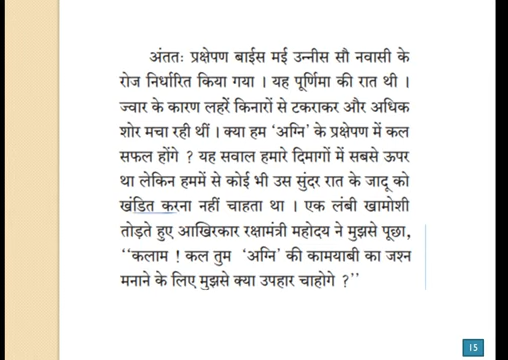 अंततः प्रक्षेपण बाईस मई उन्नीस सौ नवासी के
रोज निर्धारित किया गया । यह पूर्णिमा की रात थी ।
ज्वार के कारण लहरें किनारों से टकराकर और अधिक
शोर मचा रही थीं । क्या हम ‘अग्नि’ के प्रक्षेपण में कल
सफल होंगे ? यह सवाल हमारे दिमागों में सबसे ऊपर
था लेकिन हममें से कोई भी उस सुंदर रात के जादू को
खंडित करना नहीं चाहता था । एक लंबी खामोशी
तोड़ते हुए आखिरकार रक्षामंत्री महोदय ने मुझसे पूछा,
‘‘कलाम ! कल तुम ‘अग्नि’ की कामयाबी का जश्न
मनाने के लिए मुझसे क्या उपहार चाहोगे ?’’
15